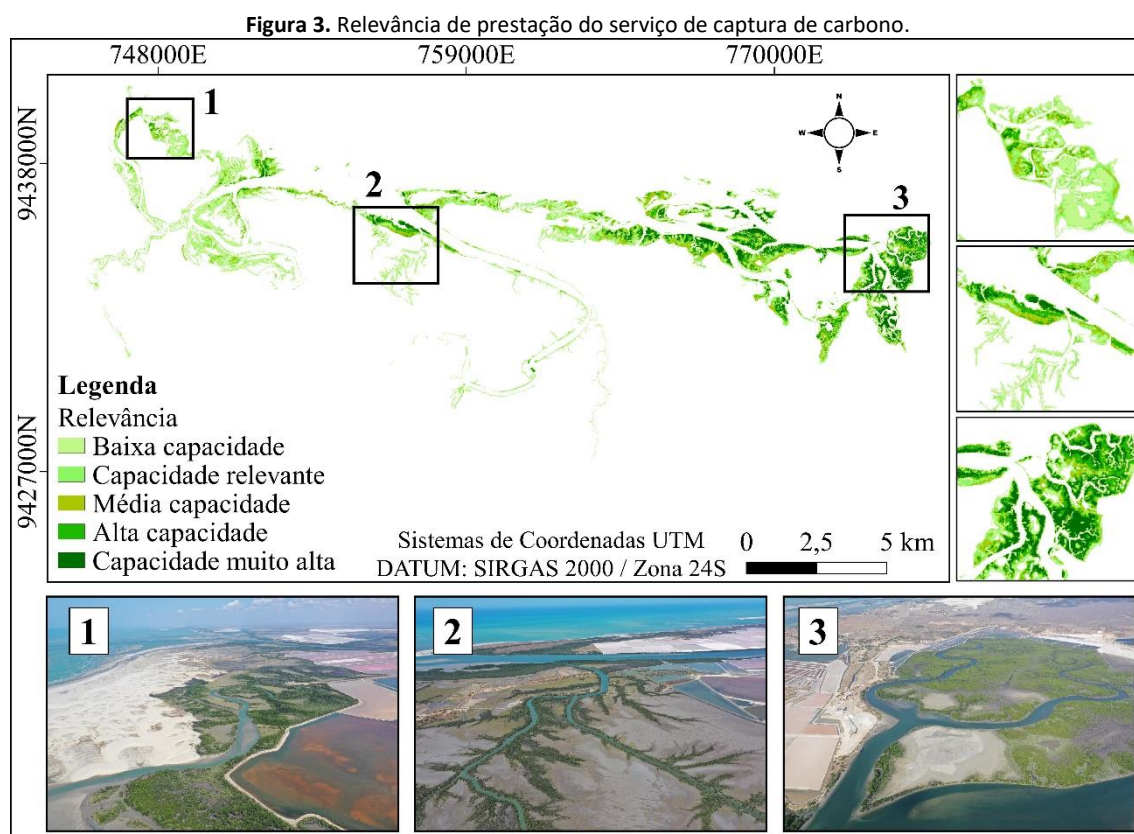 Figura 3. Relevância de prestação do serviço de captura de carbono.
748000E 759000E 770000E
9438000N
9427000N
1
2
3
N
W E
S
Legenda
Relevância
Baixa capacidade
Capacidade relevante
Média capacidade
Alta capacidade
Capacidade muito alta
Sistemas de Coordenadas UTM
DATUM: SIRGAS 2000 / Zona 24S
0 2,5 5 km
1
2
3